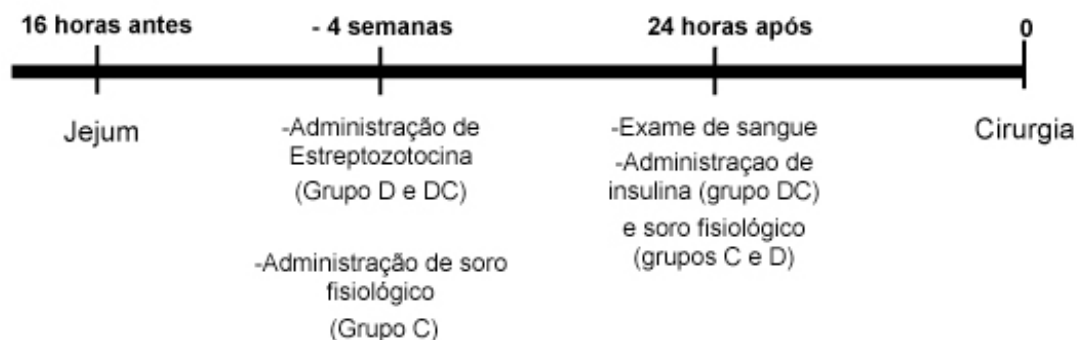 16 horas antes
- 4 semanas
24 horas após
0
Jejum
-Administração de
Estreptozotocina
(Grupo D e DC)
-Administração de soro
fisiológico
(Grupo C)
-Exame de sangue
-Administraçao de
insulina (grupo DC)
e soro fisiológico
(grupos C e D)
Cirurgia